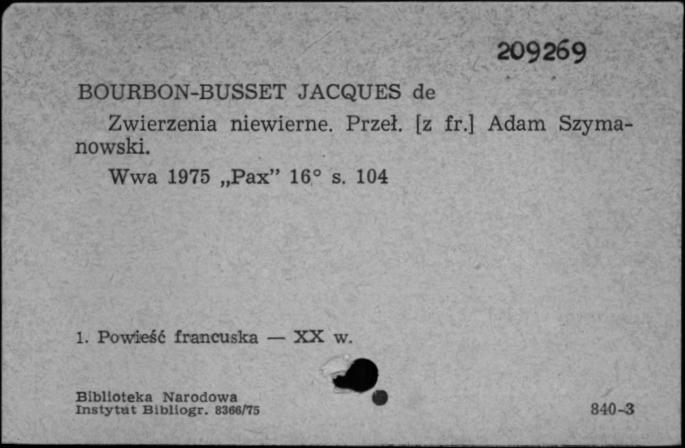 209269
BOURBON-BUSSET JACQUES de
Zwierzenia niewierne. Przeł. [z fr.] Adam Szyma-
nowski.
Wwa 1975 „Pax” 16° s. 104
1. Powieść francuska — XX w.
Biblioteka Narodowa
Instytut Bibliogr. 8366/75
840-3